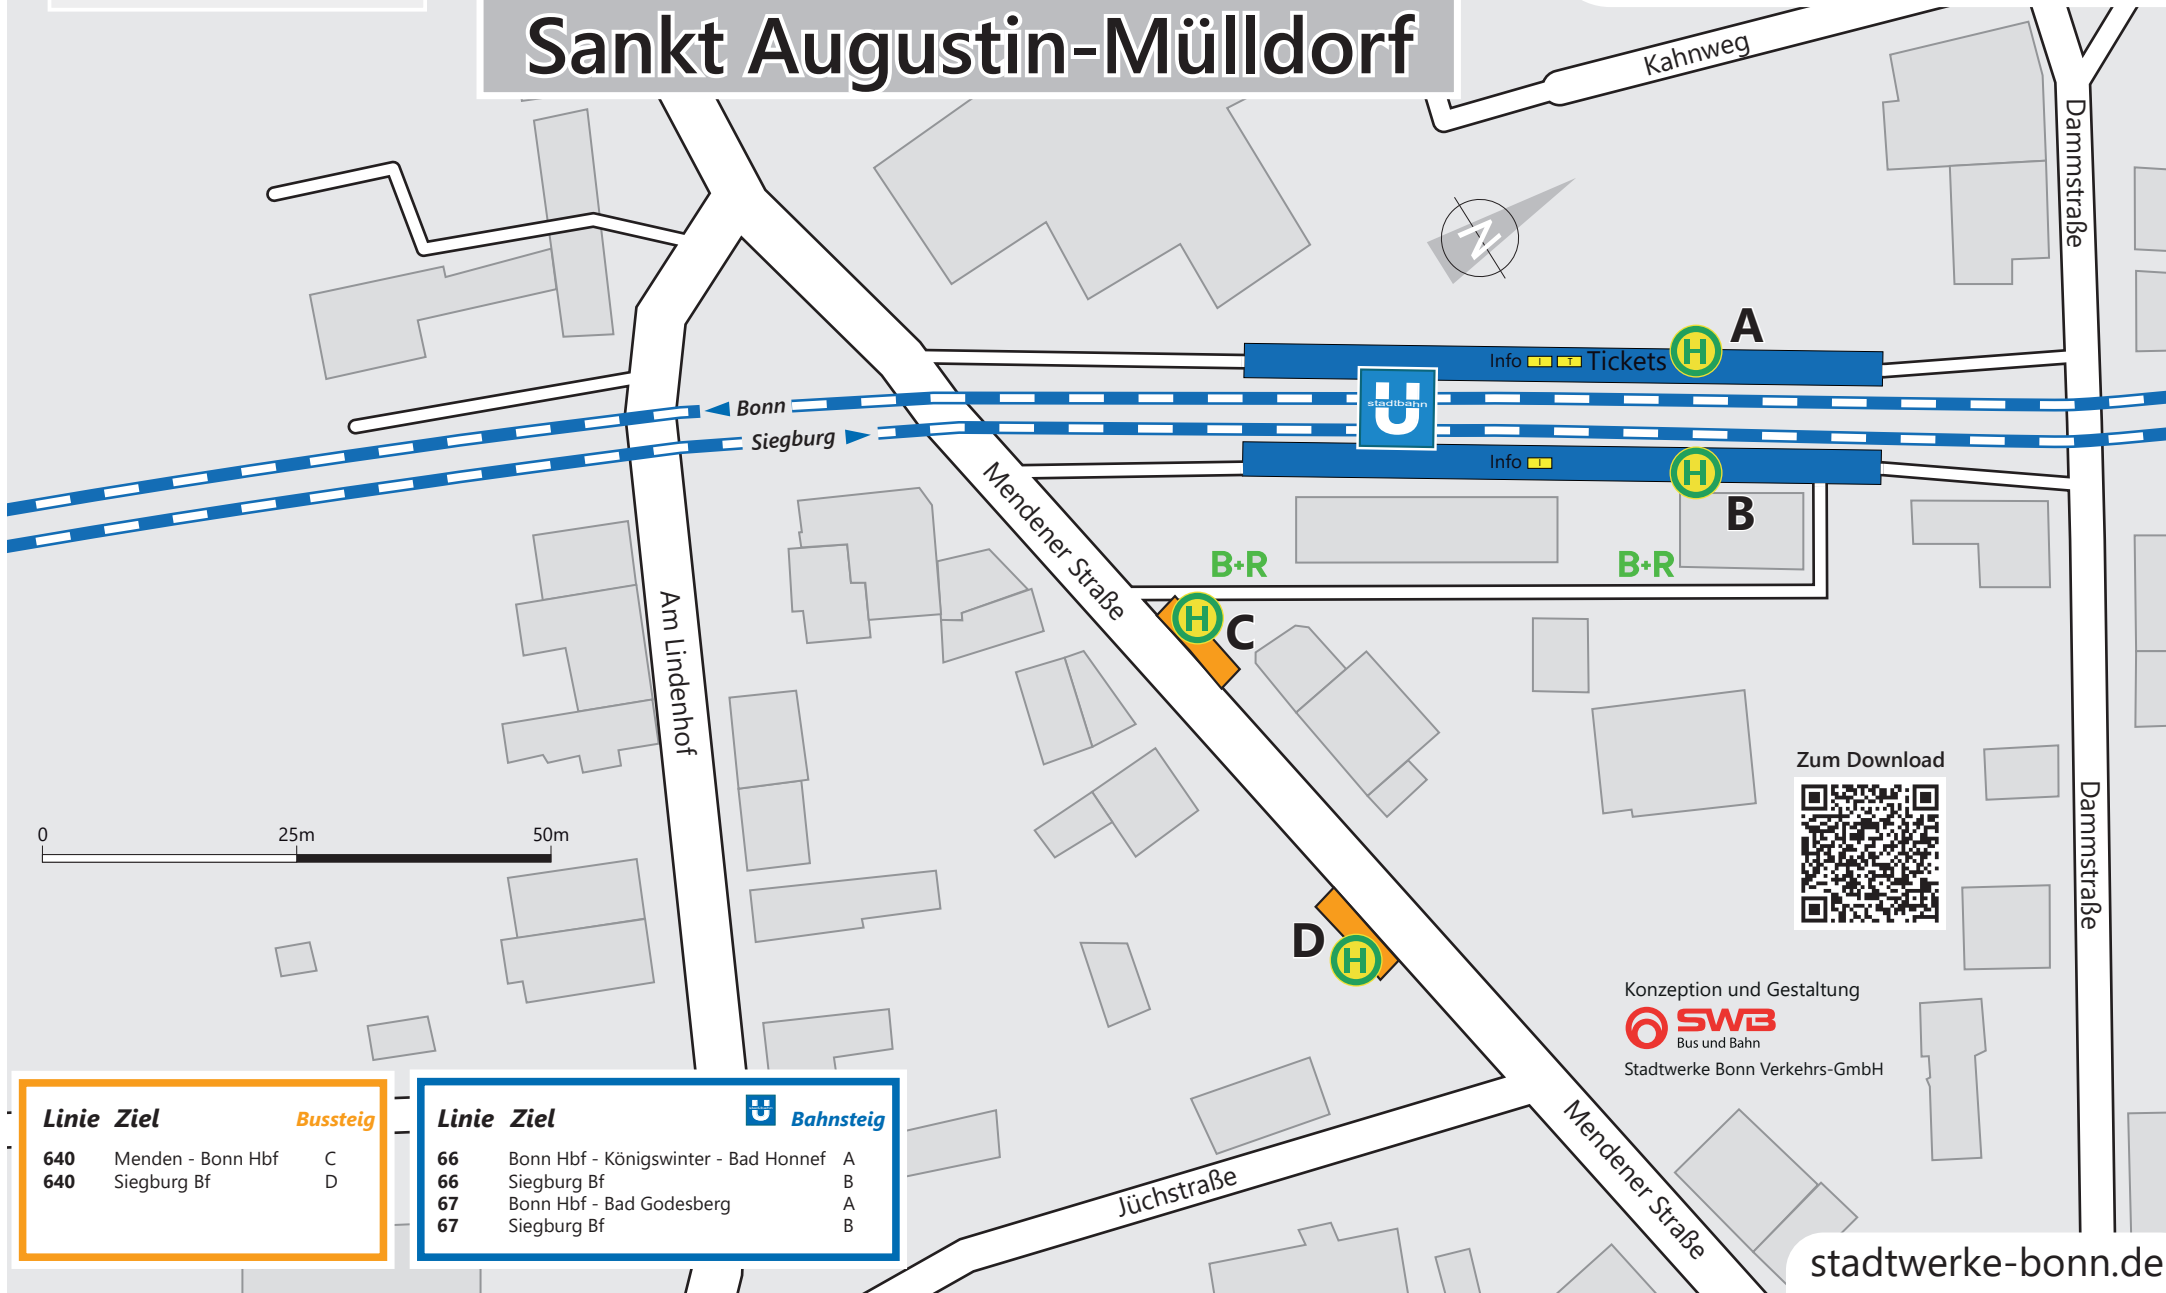 Sankt Augustin-Mülldorf
Kahnweg
Dammstraße
N
A
Info I T Tickets H
Bonn
Siegburg
stadtbahn
Info I
H
B
Mendener Straße
B+R
B+R
H
C
Am Lindenhof
Zum Download
0 25m 50m
Dammstraße
D
H
Konzeption und Gestaltung
SWB
Bus und Bahn
Stadtwerke Bonn Verkehrs-GmbH
Linie Ziel Bussteig
640 Menden - Bonn Hbf C
640 Siegburg Bf D
Linie Ziel Bahnsteig
66 Bonn Hbf - Königswinter - Bad Honnef A
66 Siegburg Bf B
67 Bonn Hbf - Bad Godesberg A
67 Siegburg Bf B
Jüchstraße
Mendener Straße
stadtwerke-bonn.de